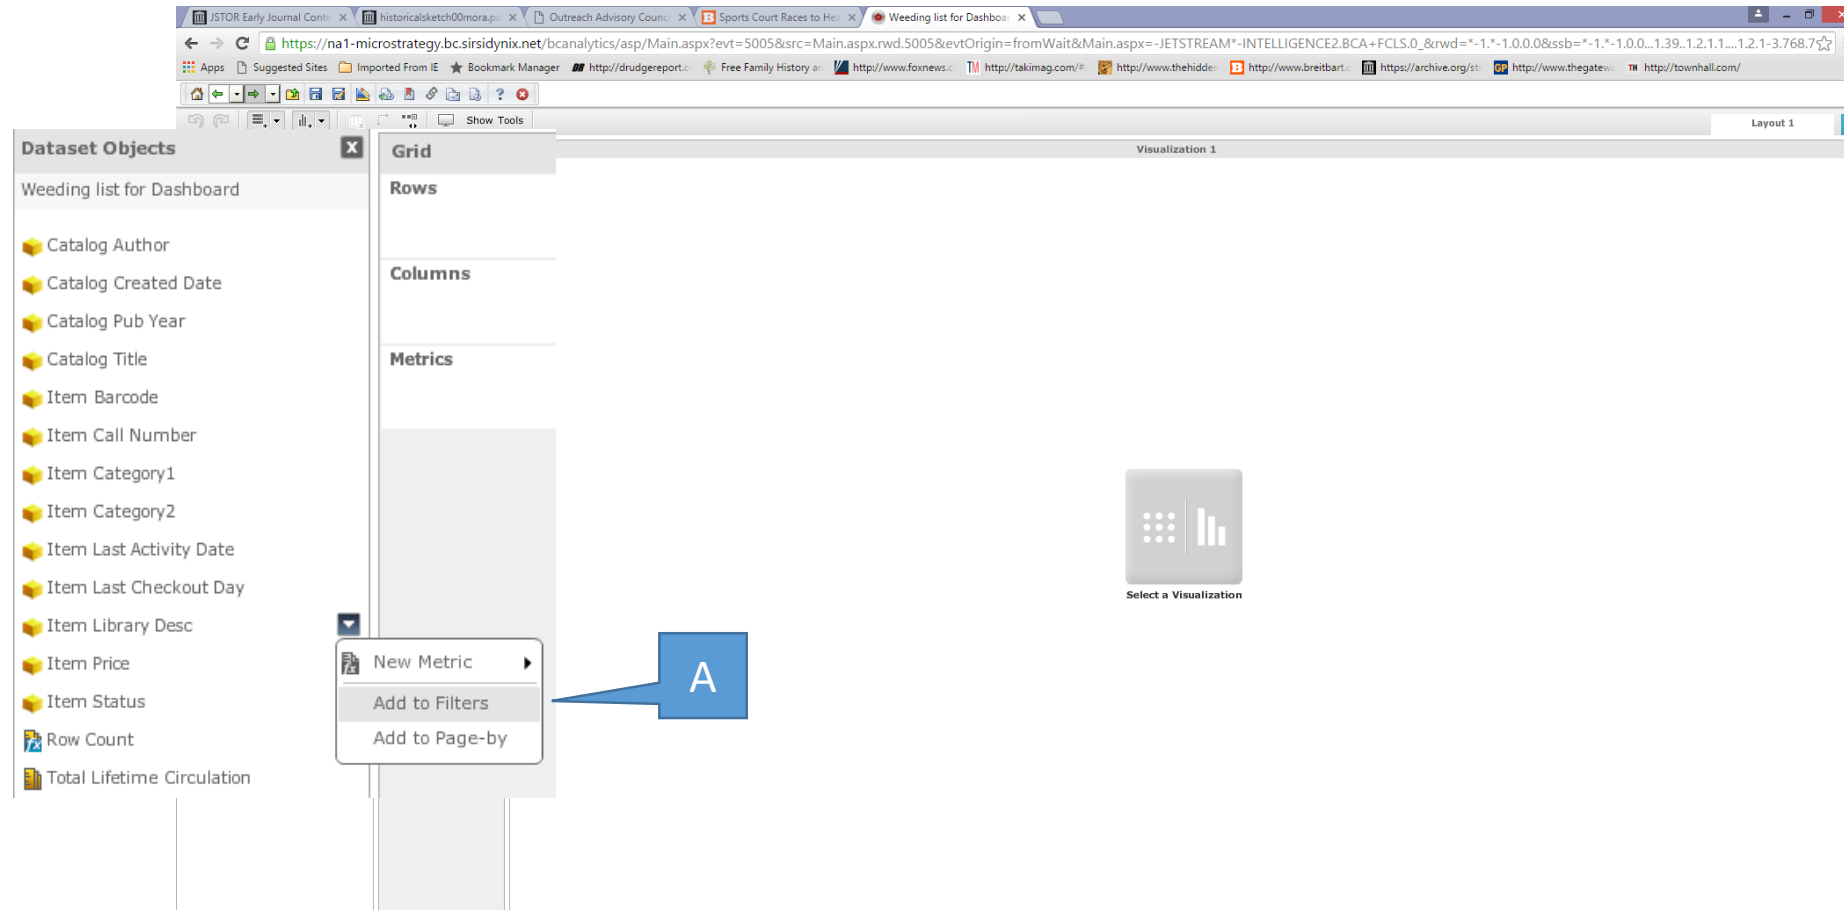 JSTOR Early Journal Conte
historicalsketch00mora.pd
Outreach Advisory Counci
Sports Court Races to Hea
Weeding list for Dashboar
https://na1-microstrategy.bc.sirsidynix.net/bcanalytics/asp/Main.aspx?evt=5005&src=Main.aspx.rwd.5005&evtOrigin=fromWait&Main.aspx=-JETSTREAM*-INTELLIGENCE2.BCA+FCLS.0_&rwd=*-1.*-1.0.0.0&ssb=*-1.*-1.0.0...1.39..1.2.1.1....1.2.1-3.768.7
Apps
Suggested Sites
Imported From IE
Bookmark Manager
http://drudgereport.c
Free Family History an
http://www.foxnews.c
http://takimag.com/#
http://www.thehidden
http://www.breitbart.c
https://archive.org/str
http://www.thegatewa
http://townhall.com/
Show Tools
Layout 1
Dataset Objects
Grid
Visualization 1
Weeding list for Dashboard
Rows
Catalog Author
Columns
Catalog Created Date
Catalog Pub Year
Catalog Title
Metrics
Item Barcode
Item Call Number
Item Category1
Item Category2
Item Last Activity Date
Item Last Checkout Day
Select a Visualization
Item Library Desc
Item Price
New Metric
Item Status
Add to Filters
A
Row Count
Add to Page-by
Total Lifetime Circulation